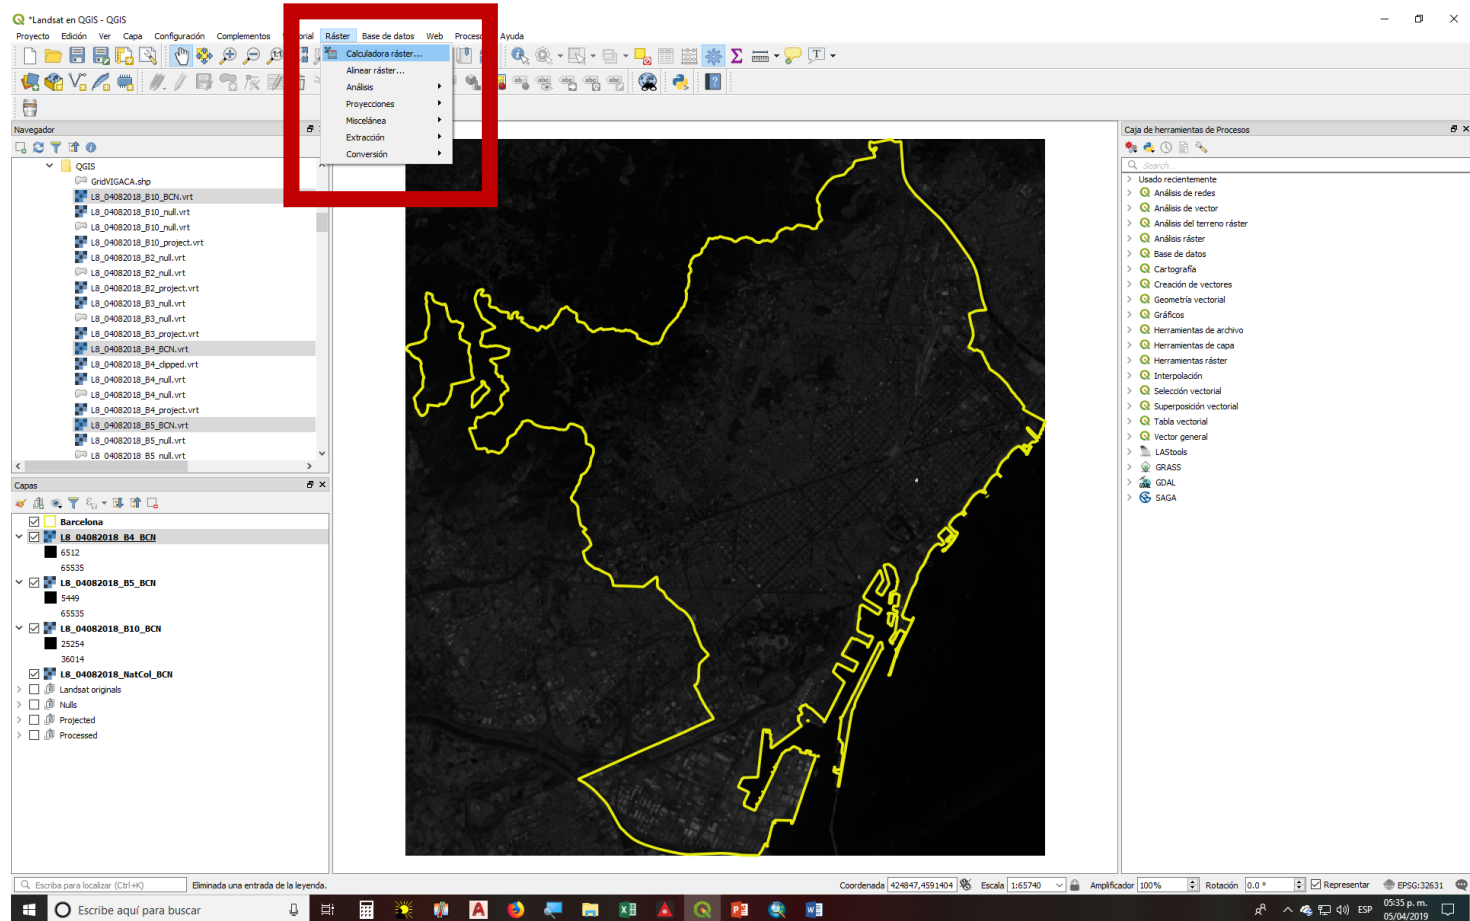 *Landsat en QGIS - QGIS
Proyecto Edición Ver Capa Configuración Complementos Ráster Base de datos Web Ayuda
Calculadora ráster...
Alinear ráster...
Análisis
Proyecciones
Miscelánea
Extracción
Conversión
Navegador
QGIS
GridVIGACA.shp
L8_04082018_B10_BCN.vrt
L8_04082018_B10_null.vrt
L8_04082018_B10_null.vrt
L8_04082018_B10_project.vrt
L8_04082018_B2_null.vrt
L8_04082018_B2_null.vrt
L8_04082018_B2_project.vrt
L8_04082018_B3_null.vrt
L8_04082018_B3_null.vrt
L8_04082018_B3_project.vrt
L8_04082018_B4_BCN.vrt
L8_04082018_B4_clipped.vrt
L8_04082018_B4_null.vrt
L8_04082018_B4_null.vrt
L8_04082018_B4_project.vrt
L8_04082018_B5_BCN.vrt
L8_04082018_B5_null.vrt
L8_04082018_B5_null.vrt
Capas
Barcelona
L8_04082018_B4_BCN
6512
65535
L8_04082018_B5_BCN
5449
65535
L8_04082018_B10_BCN
25254
36014
L8_04082018_NatCol_BCN
Landsat originals
Nulls
Projected
Processed
Caja de herramientas de Procesos
Search...
Usado recientemente
Análisis de redes
Análisis de vector
Análisis del terreno ráster
Análisis ráster
Base de datos
Cartografía
Creación de vectores
Geometría vectorial
Gráficos
Herramientas de archivo
Herramientas de capa
Herramientas ráster
Interpolación
Selección vectorial
Superposición vectorial
Tabla vectorial
Vector general
LAStools
GRASS
GDAL
SAGA
Escriba para localizar (Ctrl+K) Eliminada una entrada de la leyenda. Coordenada 424847,4591404 Escala 1:65740 Amplificador 100% Rotación 0.0 ° Representar EPSG:32631
Escribe aquí para buscar ESP 05:35 p. m.
05/04/2019